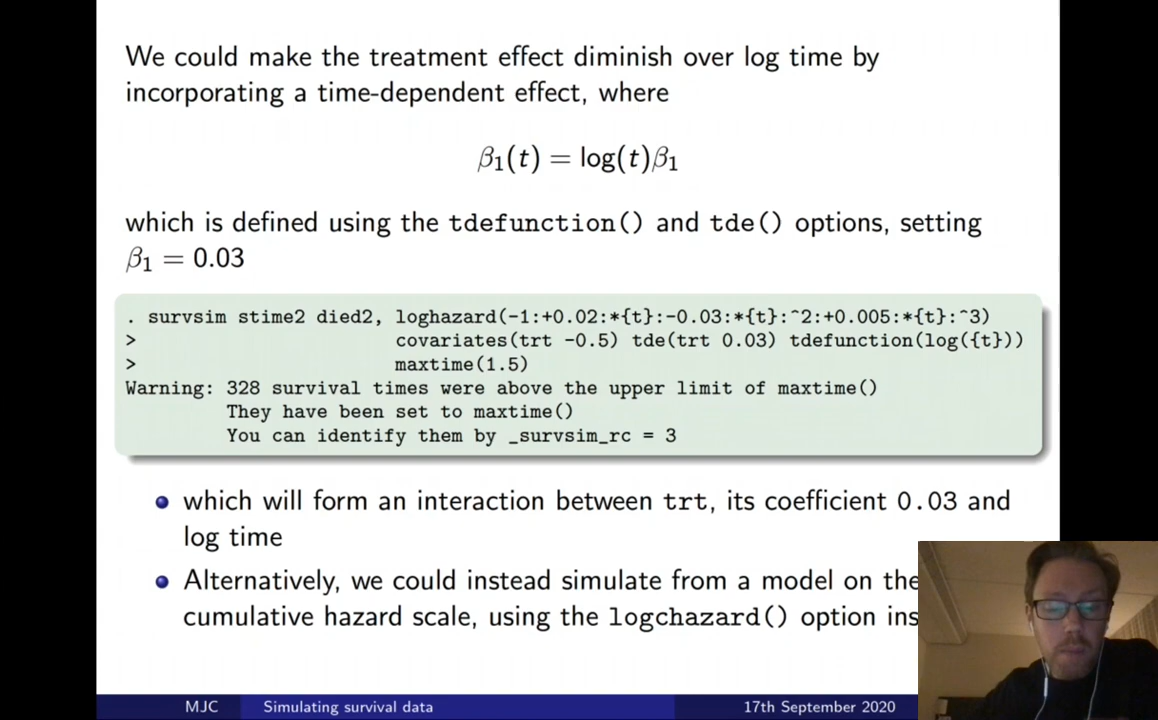 We could make the treatment effect diminish over log time by
incorporating a time-dependent effect, where
β₁(t) = log(t)β₁
which is defined using the tdefunction() and tde() options, setting
β₁ = 0.03
. survsim stime2 died2, loghazard(-1:+0.02:*{t}:-0.03:*{t}:^2:+0.005:*{t}:^3)
> covariates(trt -0.5) tde(trt 0.03) tdefunction(log({t}))
> maxtime(1.5)
Warning: 328 survival times were above the upper limit of maxtime()
They have been set to maxtime()
You can identify them by _survsim_rc = 3
which will form an interaction between trt, its coefficient 0.03 and
log time
Alternatively, we could instead simulate from a model on the
cumulative hazard scale, using the logchazard() option ins
MJC Simulating survival data 17th September 2020